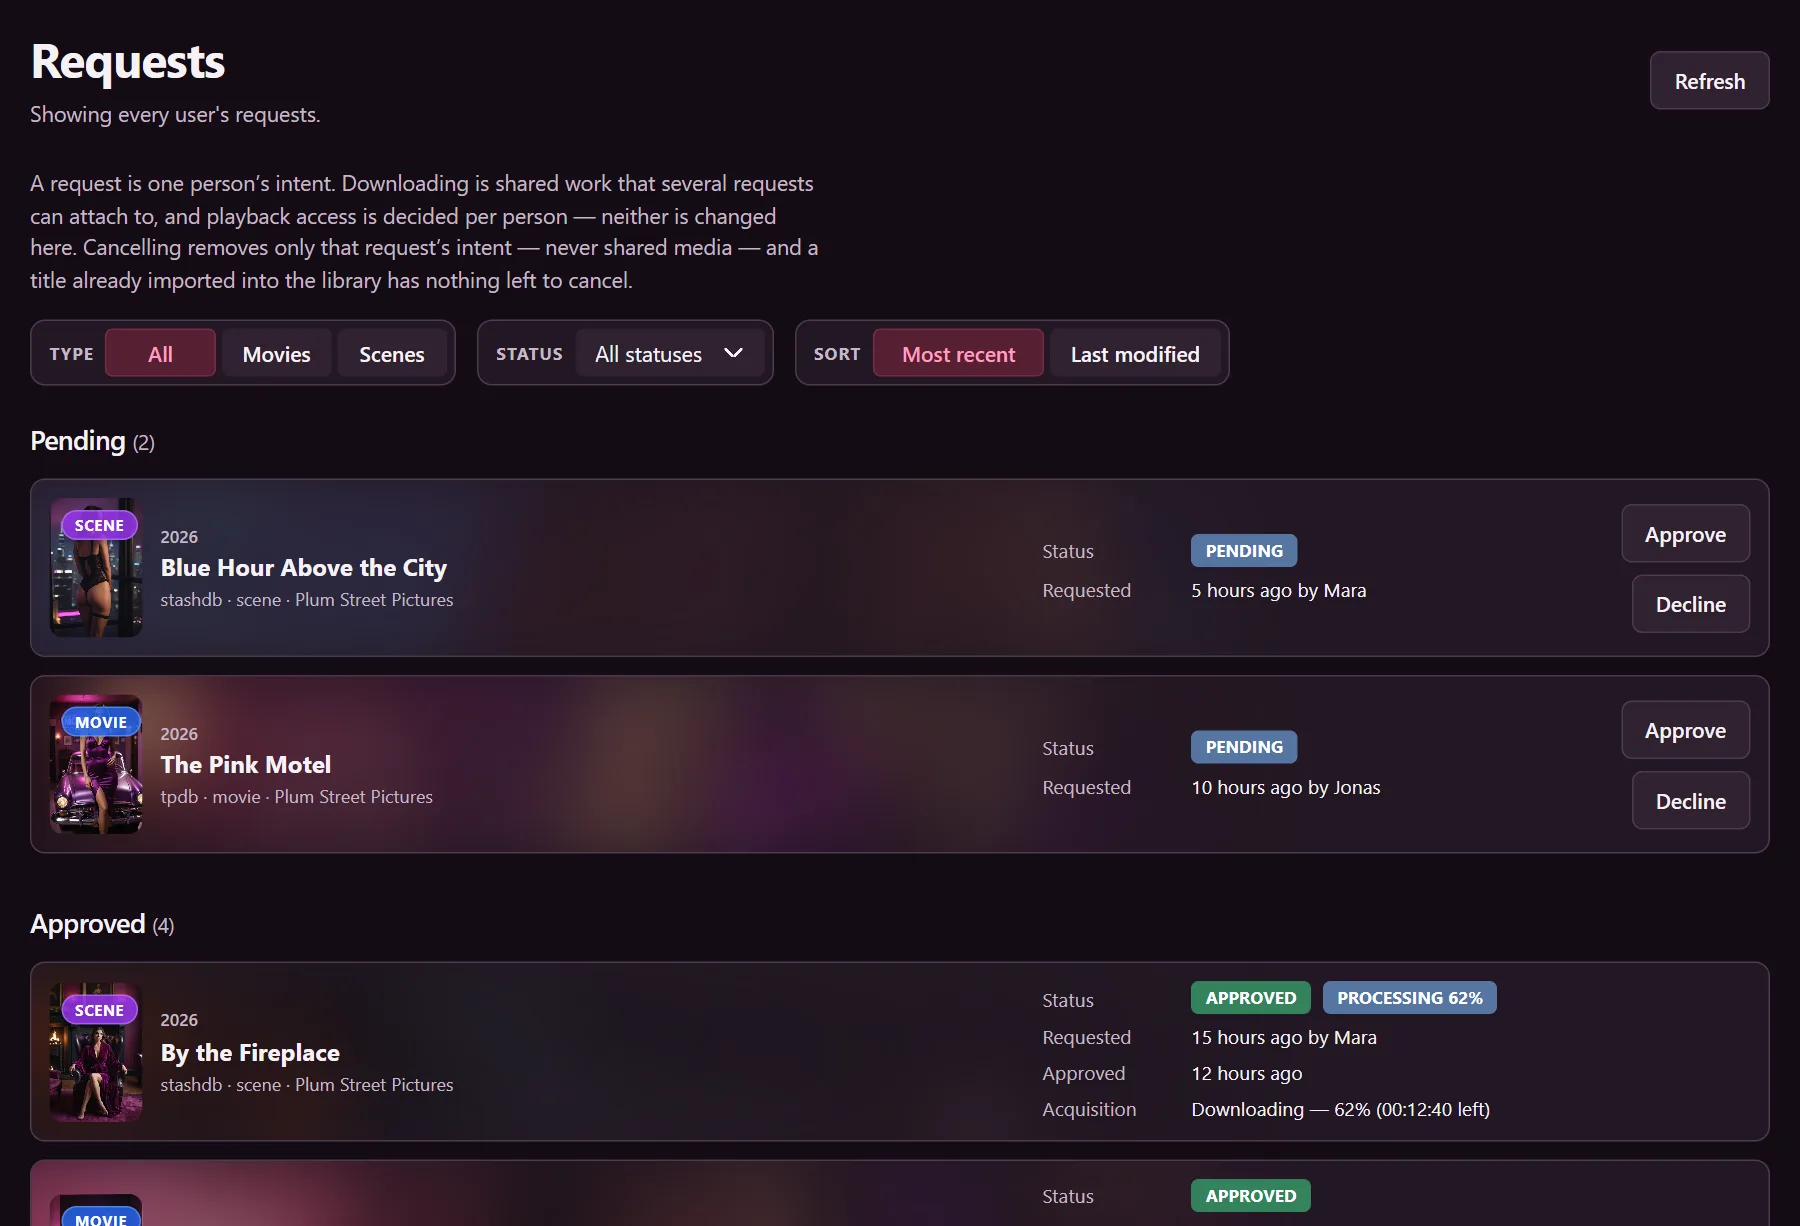 Requests
Refresh
Showing every user's requests.
A request is one person’s intent. Downloading is shared work that several requests
can attach to, and playback access is decided per person — neither is changed
here. Cancelling removes only that request’s intent — never shared media — and a
title already imported into the library has nothing left to cancel.
TYPE All Movies Scenes STATUS All statuses SORT Most recent Last modified
Pending (2)
SCENE
2026
Blue Hour Above the City
stashdb · scene · Plum Street Pictures
Status PENDING
Requested 5 hours ago by Mara
Approve
Decline
MOVIE
2026
The Pink Motel
tpdb · movie · Plum Street Pictures
Status PENDING
Requested 10 hours ago by Jonas
Approve
Decline
Approved (4)
SCENE
2026
By the Fireplace
stashdb · scene · Plum Street Pictures
Status APPROVED PROCESSING 62%
Requested 15 hours ago by Mara
Approved 12 hours ago
Acquisition Downloading — 62% (00:12:40 left)
MOVIE
Status APPROVED